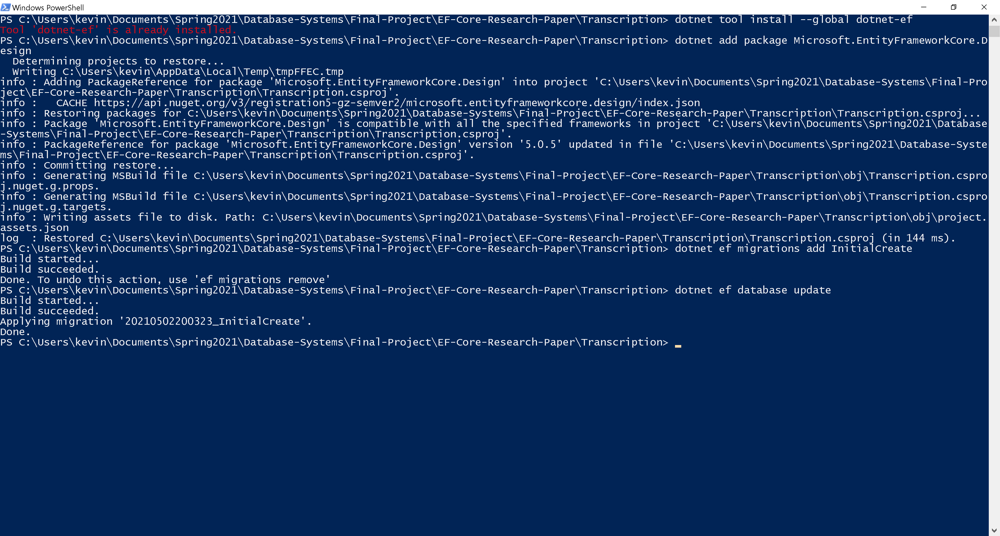 Windows PowerShell
PS C:\Users\kevin\Documents\Spring2021\Database-Systems\Final-Project\EF-Core-Research-Paper\Transcription> dotnet tool install --global dotnet-ef
Tool 'dotnet-ef' is already installed.
PS C:\Users\kevin\Documents\Spring2021\Database-Systems\Final-Project\EF-Core-Research-Paper\Transcription> dotnet add package Microsoft.EntityFrameworkCore.D
esign
  Determining projects to restore...
  Writing C:\Users\kevin\AppData\Local\Temp\tmpFFEC.tmp
info : Adding PackageReference for package 'Microsoft.EntityFrameworkCore.Design' into project 'C:\Users\kevin\Documents\Spring2021\Database-Systems\Final-Pro
ject\EF-Core-Research-Paper\Transcription\Transcription.csproj'.
info :   CACHE https://api.nuget.org/v3/registration5-gz-semver2/microsoft.entityframeworkcore.design/index.json
info : Restoring packages for C:\Users\kevin\Documents\Spring2021\Database-Systems\Final-Project\EF-Core-Research-Paper\Transcription\Transcription.csproj...
info : Package 'Microsoft.EntityFrameworkCore.Design' is compatible with all the specified frameworks in project 'C:\Users\kevin\Documents\Spring2021\Database
-Systems\Final-Project\EF-Core-Research-Paper\Transcription\Transcription.csproj'.
info : PackageReference for package 'Microsoft.EntityFrameworkCore.Design' version '5.0.5' updated in file 'C:\Users\kevin\Documents\Spring2021\Database-Syste
ms\Final-Project\EF-Core-Research-Paper\Transcription\Transcription.csproj'.
info : Committing restore...
info : Generating MSBuild file C:\Users\kevin\Documents\Spring2021\Database-Systems\Final-Project\EF-Core-Research-Paper\Transcription\obj\Transcription.cspro
j.nuget.g.props.
info : Generating MSBuild file C:\Users\kevin\Documents\Spring2021\Database-Systems\Final-Project\EF-Core-Research-Paper\Transcription\obj\Transcription.cspro
j.nuget.g.targets.
info : Writing assets file to disk. Path: C:\Users\kevin\Documents\Spring2021\Database-Systems\Final-Project\EF-Core-Research-Paper\Transcription\obj\project.
assets.json
log  : Restored C:\Users\kevin\Documents\Spring2021\Database-Systems\Final-Project\EF-Core-Research-Paper\Transcription\Transcription.csproj (in 144 ms).
PS C:\Users\kevin\Documents\Spring2021\Database-Systems\Final-Project\EF-Core-Research-Paper\Transcription> dotnet ef migrations add InitialCreate
Build started...
Build succeeded.
Done. To undo this action, use 'ef migrations remove'
PS C:\Users\kevin\Documents\Spring2021\Database-Systems\Final-Project\EF-Core-Research-Paper\Transcription> dotnet ef database update
Build started...
Build succeeded.
Applying migration '20210502200323_InitialCreate'.
Done.
PS C:\Users\kevin\Documents\Spring2021\Database-Systems\Final-Project\EF-Core-Research-Paper\Transcription>